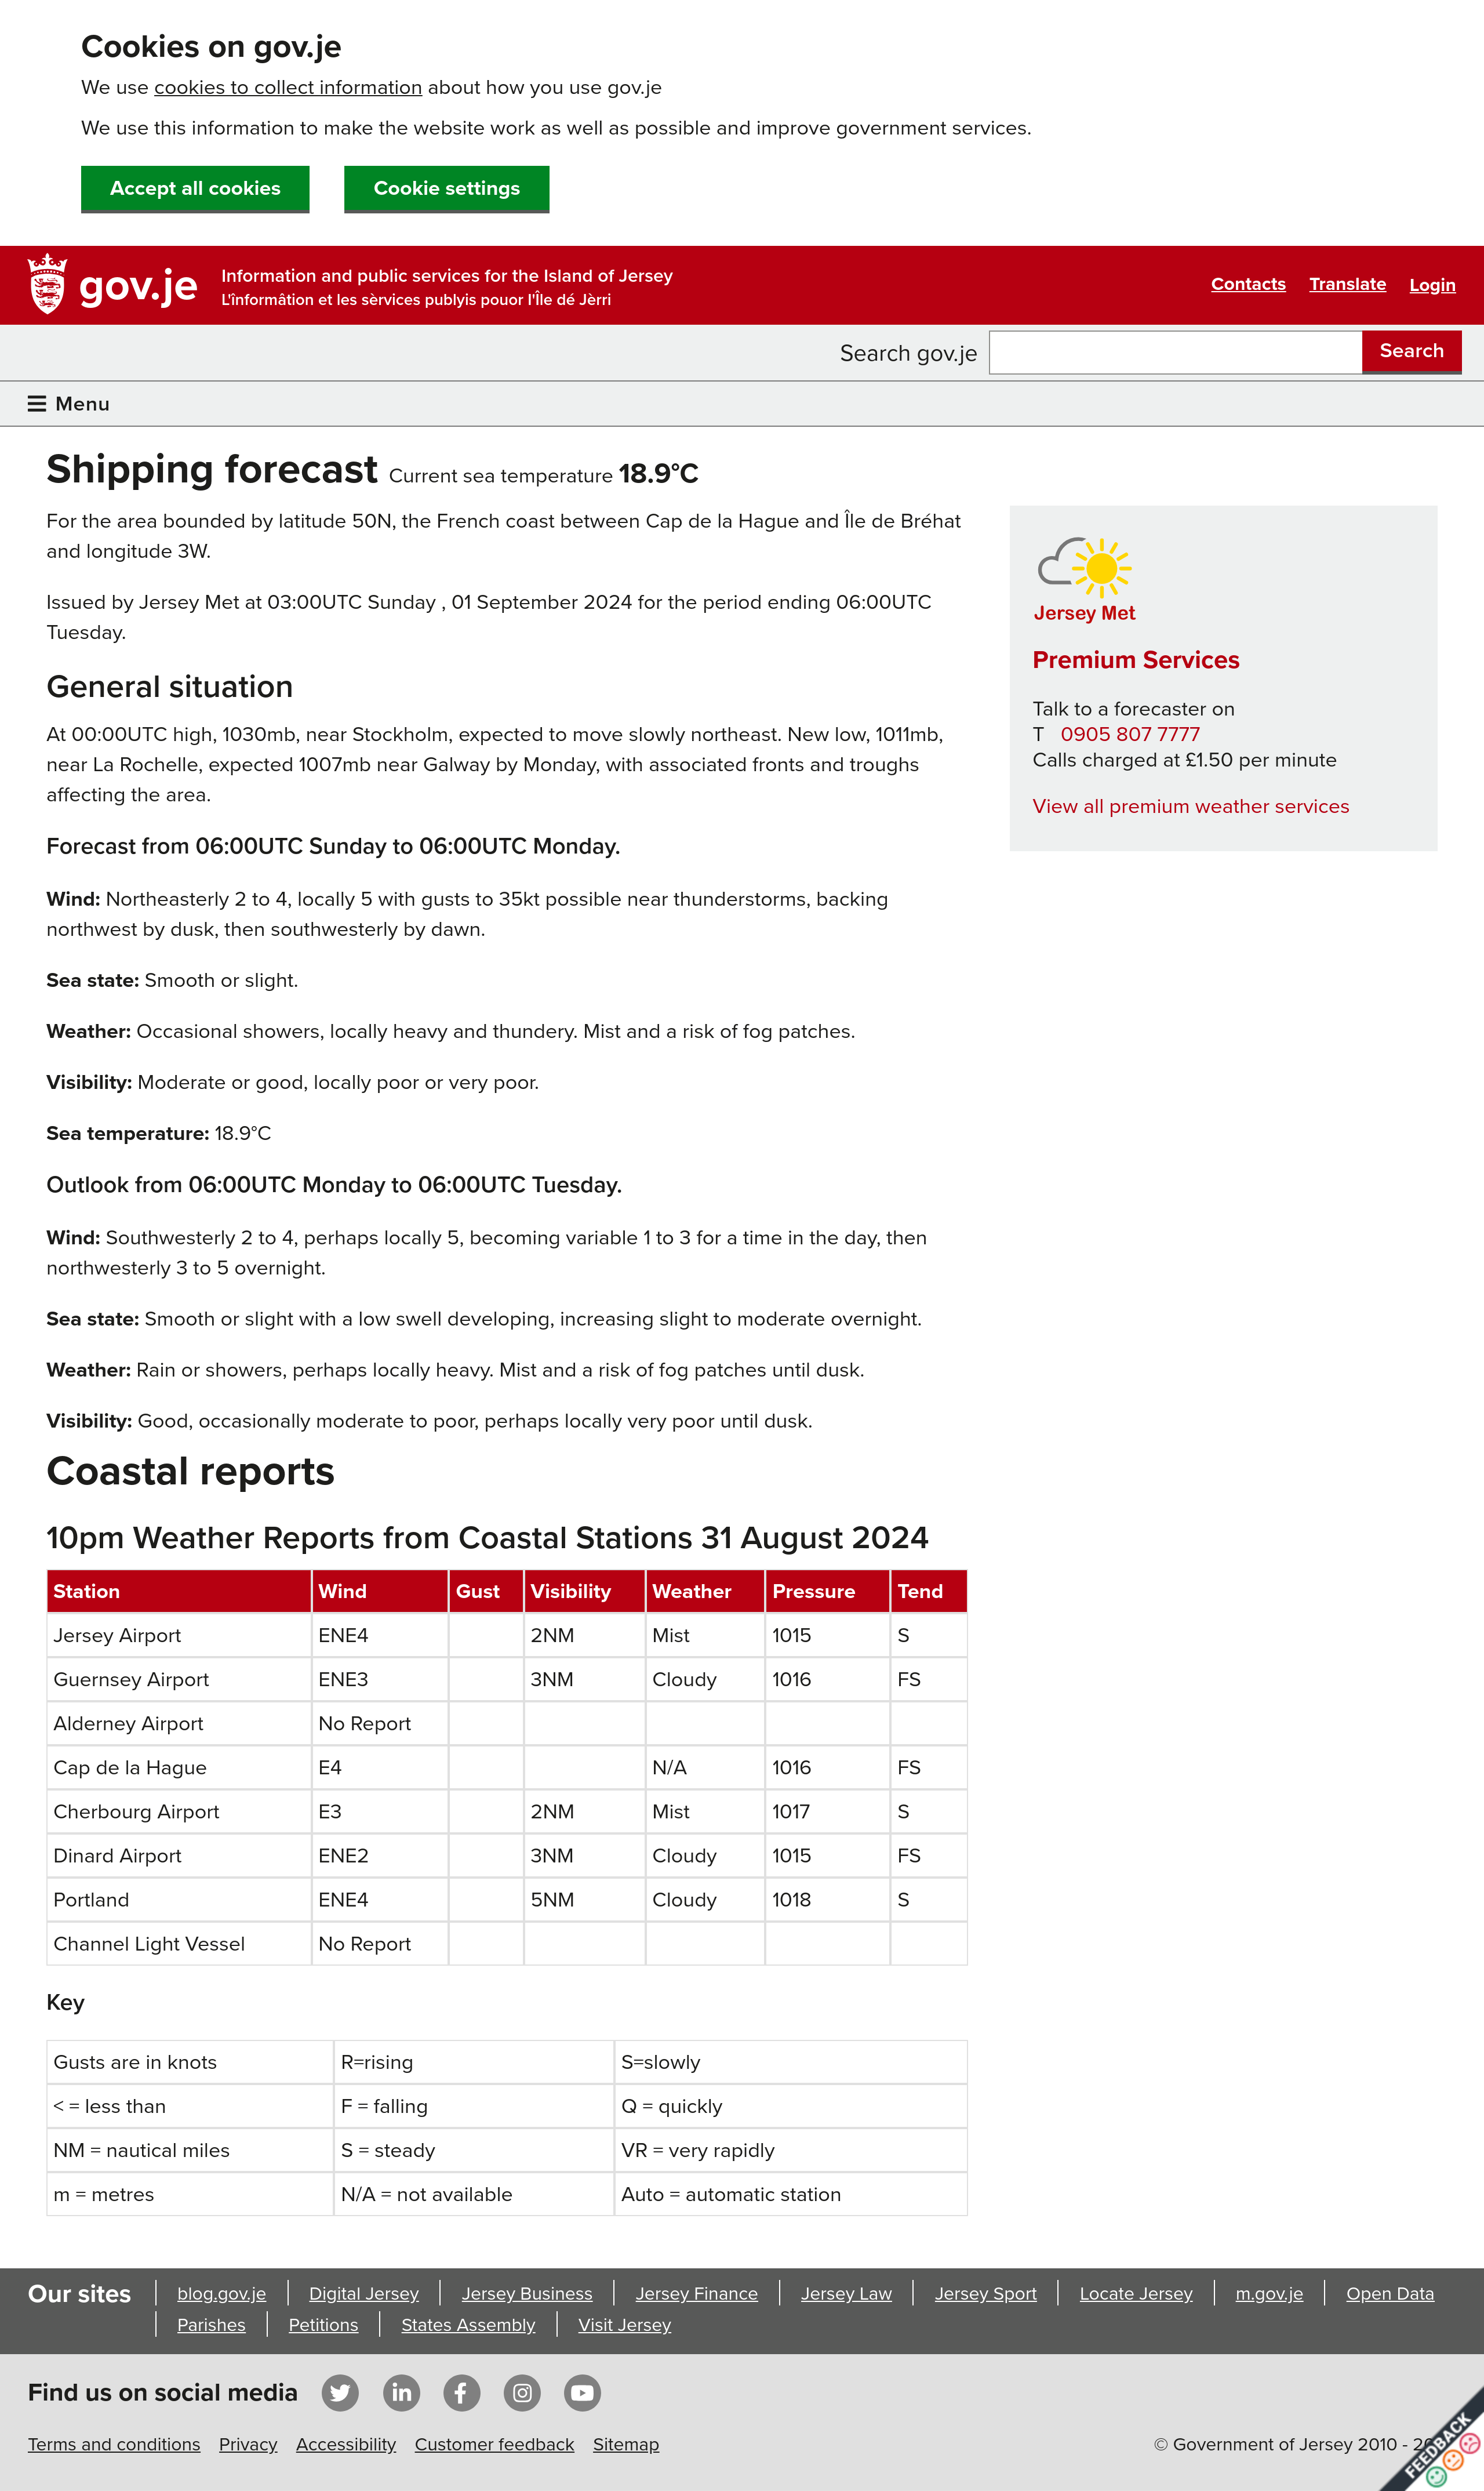 Cookies on gov.je
We use cookies to collect information about how you use gov.je
We use this information to make the website work as well as possible and improve government services.
Accept all cookies
Cookie settings
gov.je
Information and public services for the Island of Jersey
L'înformâtion et les sèrvices publyis pouor I'Île dé Jèrri
Contacts Translate Login
Search gov.je
Search
Menu
Shipping forecast Current sea temperature 18.9°C
For the area bounded by latitude 50N, the French coast between Cap de la Hague and Île de Bréhat
and longitude 3W.
Issued by Jersey Met at 03:00UTC Sunday , 01 September 2024 for the period ending 06:00UTC
Tuesday.
General situation
At 00:00UTC high, 1030mb, near Stockholm, expected to move slowly northeast. New low, 1011mb,
near La Rochelle, expected 1007mb near Galway by Monday, with associated fronts and troughs
affecting the area.
Forecast from 06:00UTC Sunday to 06:00UTC Monday.
Wind: Northeasterly 2 to 4, locally 5 with gusts to 35kt possible near thunderstorms, backing
northwest by dusk, then southwesterly by dawn.
Sea state: Smooth or slight.
Weather: Occasional showers, locally heavy and thundery. Mist and a risk of fog patches.
Visibility: Moderate or good, locally poor or very poor.
Sea temperature: 18.9°C
Outlook from 06:00UTC Monday to 06:00UTC Tuesday.
Wind: Southwesterly 2 to 4, perhaps locally 5, becoming variable 1 to 3 for a time in the day, then
northwesterly 3 to 5 overnight.
Sea state: Smooth or slight with a low swell developing, increasing slight to moderate overnight.
Weather: Rain or showers, perhaps locally heavy. Mist and a risk of fog patches until dusk.
Visibility: Good, occasionally moderate to poor, perhaps locally very poor until dusk.
Jersey Met
Premium Services
Talk to a forecaster on
T 0905 807 7777
Calls charged at £1.50 per minute
View all premium weather services
Coastal reports
10pm Weather Reports from Coastal Stations 31 August 2024
Station Wind Gust Visibility Weather Pressure Tend
Jersey Airport ENE4 2NM Mist 1015 S
Guernsey Airport ENE3 3NM Cloudy 1016 FS
Alderney Airport No Report
Cap de la Hague E4 N/A 1016 FS
Cherbourg Airport E3 2NM Mist 1017 S
Dinard Airport ENE2 3NM Cloudy 1015 FS
Portland ENE4 5NM Cloudy 1018 S
Channel Light Vessel No Report
Key
Gusts are in knots R=rising S=slowly
< = less than F = falling Q = quickly
NM = nautical miles S = steady VR = very rapidly
m = metres N/A = not available Auto = automatic station
Our sites blog.gov.je Digital Jersey Jersey Business Jersey Finance Jersey Law Jersey Sport Locate Jersey m.gov.je Open Data
Parishes Petitions States Assembly Visit Jersey
Find us on social media
Terms and conditions Privacy Accessibility Customer feedback Sitemap
© Government of Jersey 2010 -
FEEDBACK